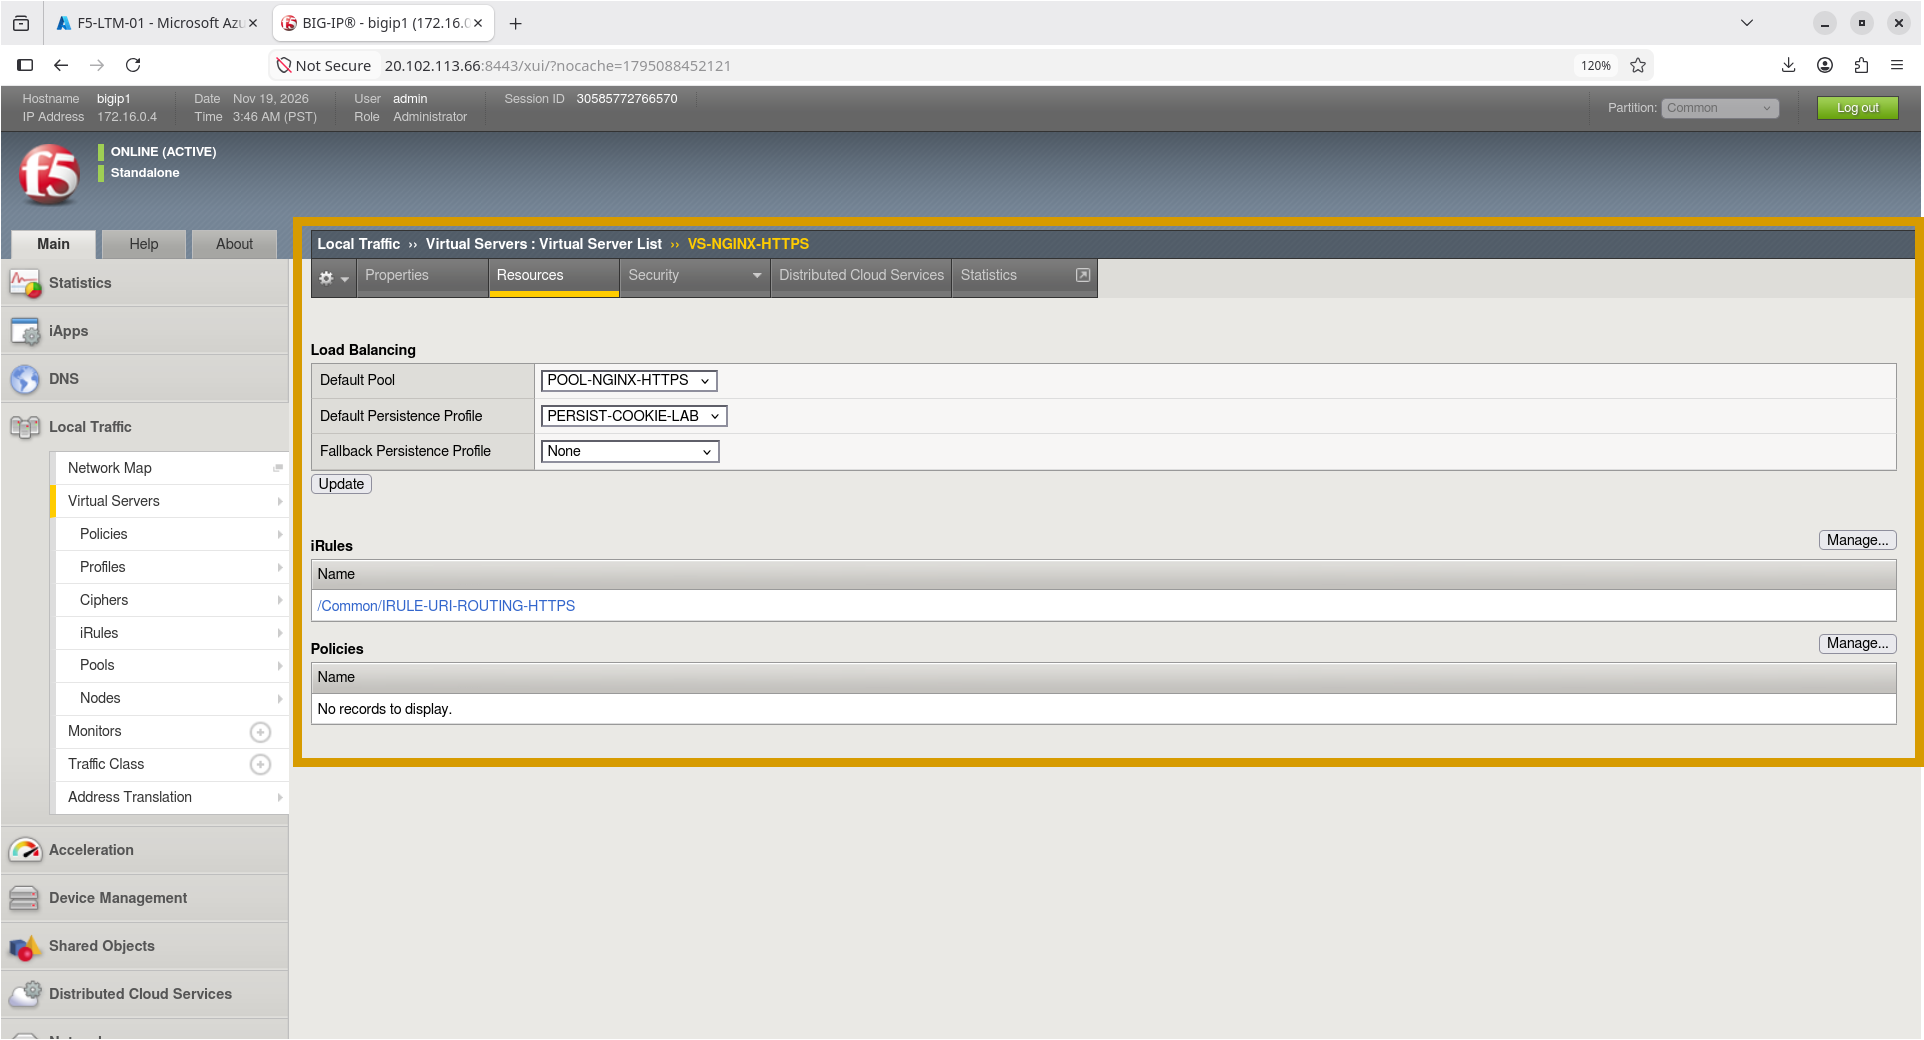 F5-LTM-01 - Microsoft Azu
BIG-IP® - bigip1 (172.16.0
Not Secure 20.102.113.66:8443/xui/?nocache=1795088452121
120%
Hostname bigip1
IP Address 172.16.0.4
Date Nov 19, 2026
Time 3:46 AM (PST)
User admin
Role Administrator
Session ID 30585772766570
Partition: Common
Log out
f5
ONLINE (ACTIVE)
Standalone
Main Help About
Statistics
iApps
DNS
Local Traffic
Network Map
Virtual Servers
Policies
Profiles
Ciphers
iRules
Pools
Nodes
Monitors
Traffic Class
Address Translation
Acceleration
Device Management
Shared Objects
Distributed Cloud Services
Local Traffic ›› Virtual Servers : Virtual Server List ›› VS-NGINX-HTTPS
Properties Resources Security Distributed Cloud Services Statistics
Load Balancing
Default Pool POOL-NGINX-HTTPS
Default Persistence Profile PERSIST-COOKIE-LAB
Fallback Persistence Profile None
Update
iRules Manage...
Name
/Common/IRULE-URI-ROUTING-HTTPS
Policies Manage...
Name
No records to display.